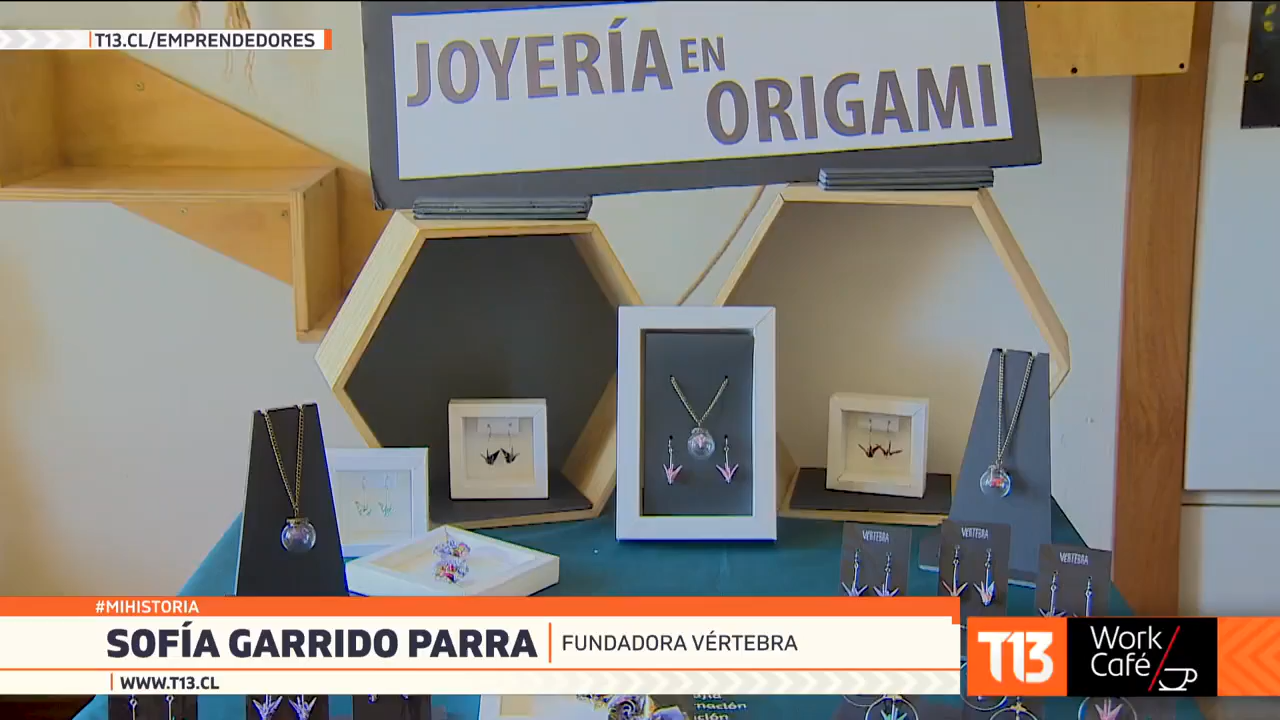 T13.CL/EMPRENDEDORES
JOYERÍA EN
ORIGAMI
VÉRTEBRA
VÉRTEBRA
VÉRTEBRA
#MIHISTORIA
SOFÍA GARRIDO PARRA
FUNDADORA VÉRTEBRA
WWW.T13.CL
T13
Work
Café